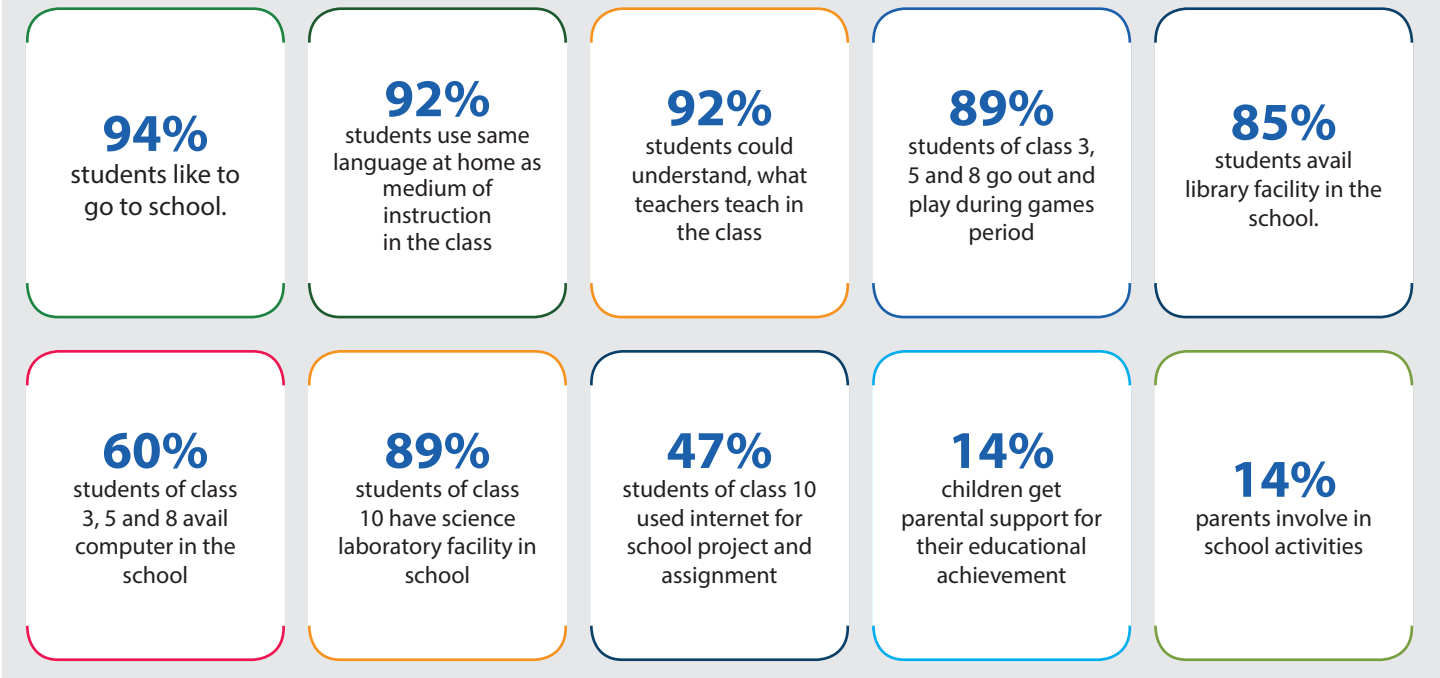 94%
students like to
go to school.
92%
students use same
language at home as
medium of
instruction
in the class
92%
students could
understand, what
teachers teach in
the class
89%
students of class 3,
5 and 8 go out and
play during games
period
85%
students avail
library facility in the
school.
60%
students of class
3, 5 and 8 avail
computer in the
school
89%
students of class
10 have science
laboratory facility in
school
47%
students of class 10
used internet for
school project and
assignment
14%
children get
parental support for
their educational
achievement
14%
parents involve in
school activities